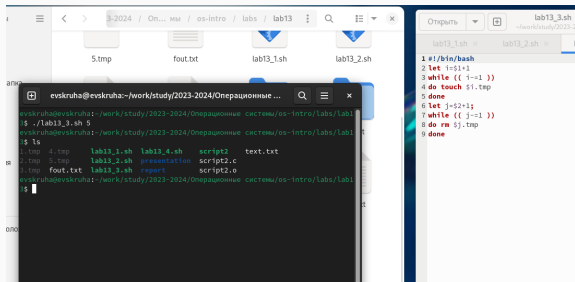 3-2024 / Оп... мы / os-intro / labs / lab13
5.tmp fout.txt lab13_1.sh lab13_2.sh
evskruha@evskruha:~/work/study/2023-2024/Операционные ...
evskruha@evskruha:~/work/study/2023-2024/Операционные системы/os-intro/labs/lab1
3$ ./lab13_3.sh 5
evskruha@evskruha:~/work/study/2023-2024/Операционные системы/os-intro/labs/lab1
3$ ls
1.tmp 4.tmp lab13_1.sh lab13_4.sh script2 text.txt
2.tmp 5.tmp lab13_2.sh presentation script2.c
3.tmp fout.txt lab13_3.sh report script2.o
evskruha@evskruha:~/work/study/2023-2024/Операционные системы/os-intro/labs/lab1
3$
Открыть lab13_3.sh
~/work/study/2023
lab13_1.sh × lab13_2.sh ×
1 #!/bin/bash
2 let i=$1+1
3 while (( i-=1 ))
4 do touch $i.tmp
5 done
6 let j=$2+1;
7 while (( j-=1 ))
8 do rm $j.tmp
9 done